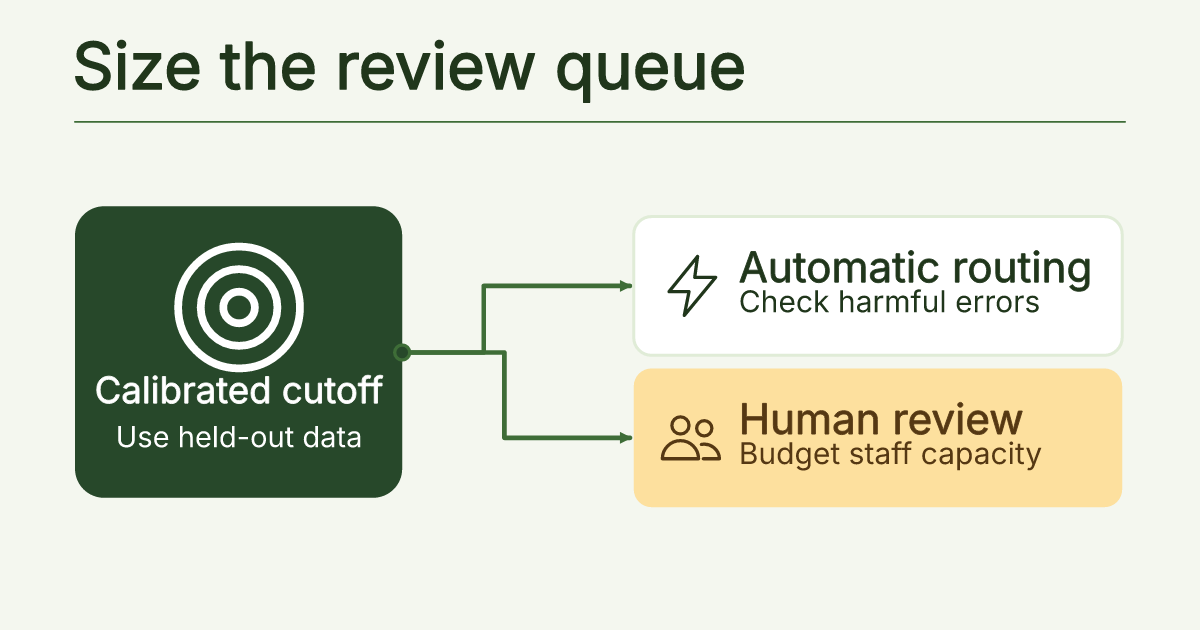 Size the review queue
Calibrated cutoff
Use held-out data
Automatic routing
Check harmful errors
Human review
Budget staff capacity